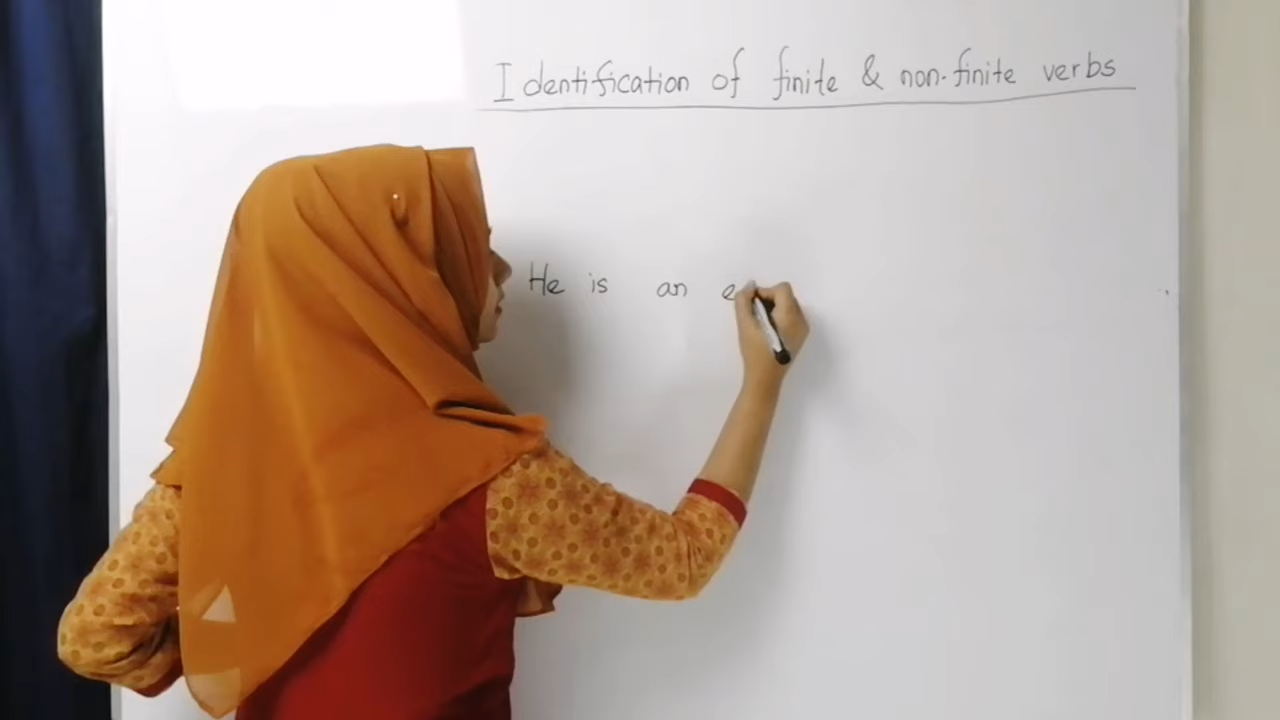 Identification of finite & non-finite verbs
He is an e